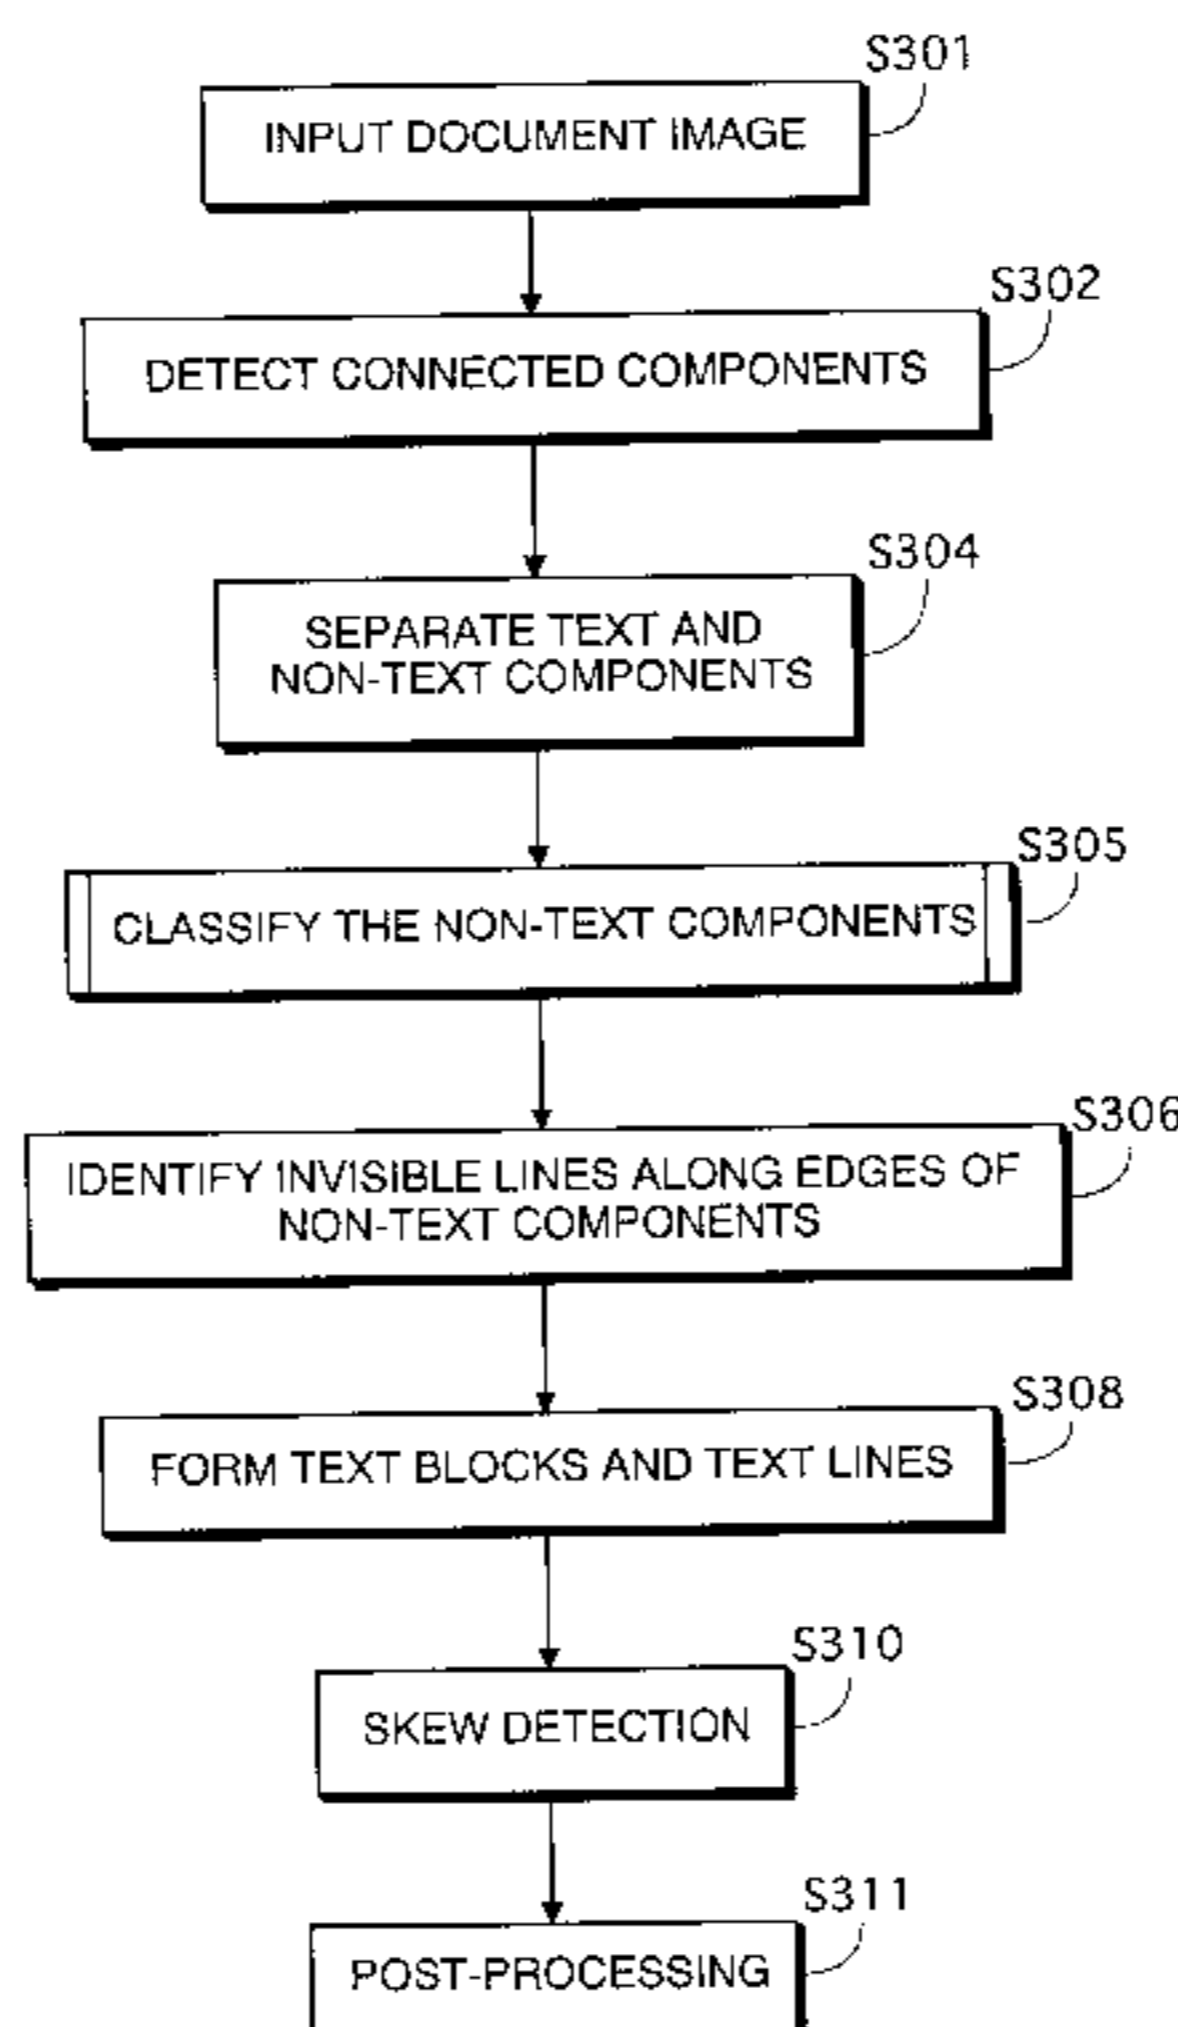 S301
INPUT DOCUMENT IMAGE
S302
DETECT CONNECTED COMPONENTS
S304
SEPARATE TEXT AND
NON-TEXT COMPONENTS
S305
CLASSIFY THE NON-TEXT COMPONENTS
S306
IDENTIFY INVISIBLE LINES ALONG EDGES OF
NON-TEXT COMPONENTS
S308
FORM TEXT BLOCKS AND TEXT LINES
S310
SKEW DETECTION
S311
POST-PROCESSING